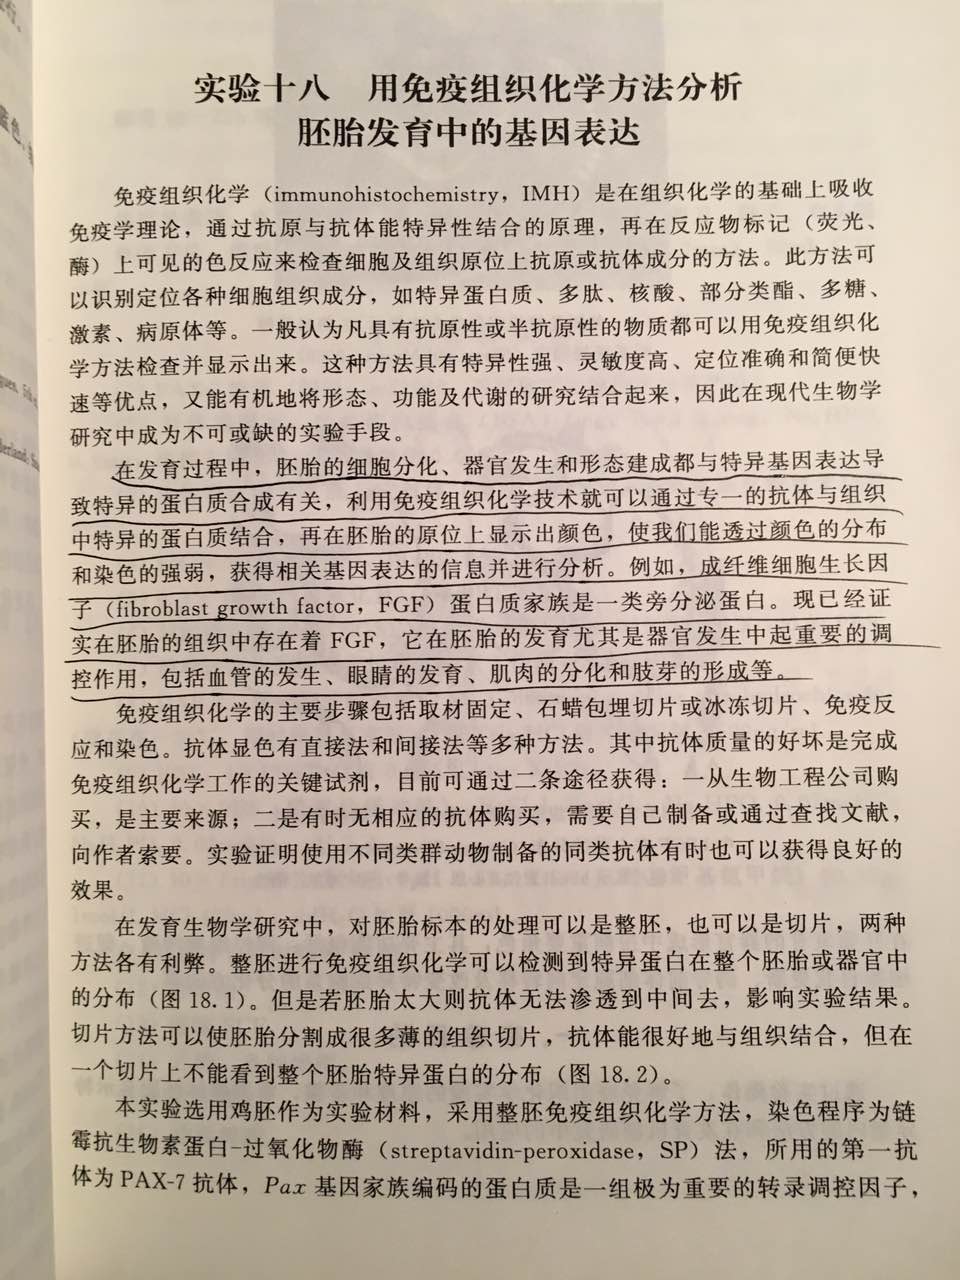 实验十八 用免疫组织化学方法分析
胚胎发育中的基因表达
免疫组织化学（immunohistochemistry，IMH）是在组织化学的基础上吸收
免疫学理论，通过抗原与抗体能特异性结合的原理，再在反应物标记（荧光、
酶）上可见的色反应来检查细胞及组织原位上抗原或抗体成分的方法。此方法可
以识别定位各种细胞组织成分，如特异蛋白质、多肽、核酸、部分类酯、多糖、
激素、病原体等。一般认为凡具有抗原性或半抗原性的物质都可以用免疫组织化
学方法检查并显示出来。这种方法具有特异性强、灵敏度高、定位准确和简便快
速等优点，又能有机地将形态、功能及代谢的研究结合起来，因此在现代生物学
研究中成为不可或缺的实验手段。
在发育过程中，胚胎的细胞分化、器官发生和形态建成都与特异基因表达导
致特异的蛋白质合成有关，利用免疫组织化学技术就可以通过专一的抗体与组织
中特异的蛋白质结合，再在胚胎的原位上显示出颜色，使我们能透过颜色的分布
和染色的强弱，获得相关基因表达的信息并进行分析。例如，成纤维细胞生长因
子（fibroblast growth factor，FGF）蛋白质家族是一类旁分泌蛋白。现已经证
实在胚胎的组织中存在着 FGF，它在胚胎的发育尤其是器官发生中起重要的调
控作用，包括血管的发生、眼睛的发育、肌肉的分化和肢芽的形成等。
免疫组织化学的主要步骤包括取材固定、石蜡包埋切片或冰冻切片、免疫反
应和染色。抗体显色有直接法和间接法等多种方法。其中抗体质量的好坏是完成
免疫组织化学工作的关键试剂，目前可通过二条途径获得：一从生物工程公司购
买，是主要来源；二是有时无相应的抗体购买，需要自己制备或通过查找文献，
向作者索要。实验证明使用不同类群动物制备的同类抗体有时也可以获得良好的
效果。
在发育生物学研究中，对胚胎标本的处理可以是整胚，也可以是切片，两种
方法各有利弊。整胚进行免疫组织化学可以检测到特异蛋白在整个胚胎或器官中
的分布（图 18.1）。但是若胚胎太大则抗体无法渗透到中间去，影响实验结果。
切片方法可以使胚胎分割成很多薄的组织切片，抗体能很好地与组织结合，但在
一个切片上不能看到整个胚胎特异蛋白的分布（图 18.2）。
本实验选用鸡胚作为实验材料，采用整胚免疫组织化学方法，染色程序为链
霉抗生物素蛋白-过氧化物酶（streptavidin-peroxidase，SP）法，所用的第一抗
体为 PAX-7 抗体，Pax 基因家族编码的蛋白质是一组极为重要的转录调控因子，